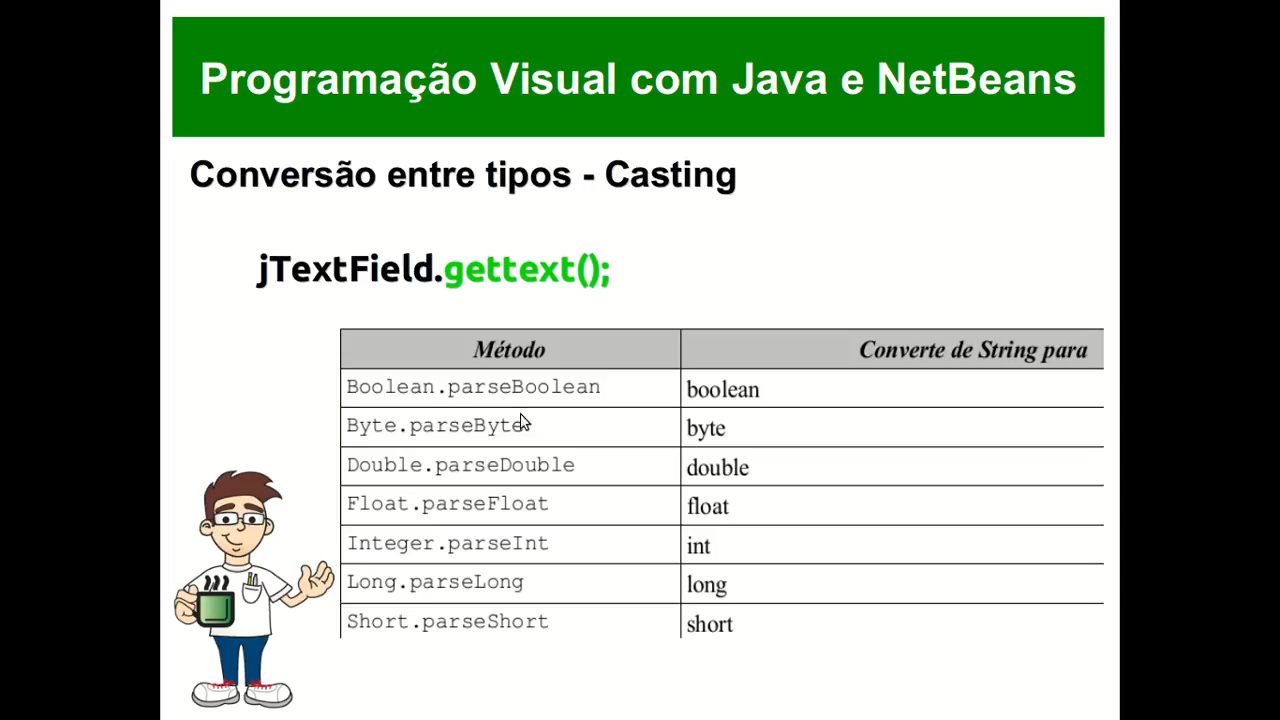 Programação Visual com Java e NetBeans
Conversão entre tipos - Casting
jTextField.gettext();
Método Converte de String para
Boolean.parseBoolean boolean
Byte.parseByte byte
Double.parseDouble double
Float.parseFloat float
Integer.parseInt int
Long.parseLong long
Short.parseShort short